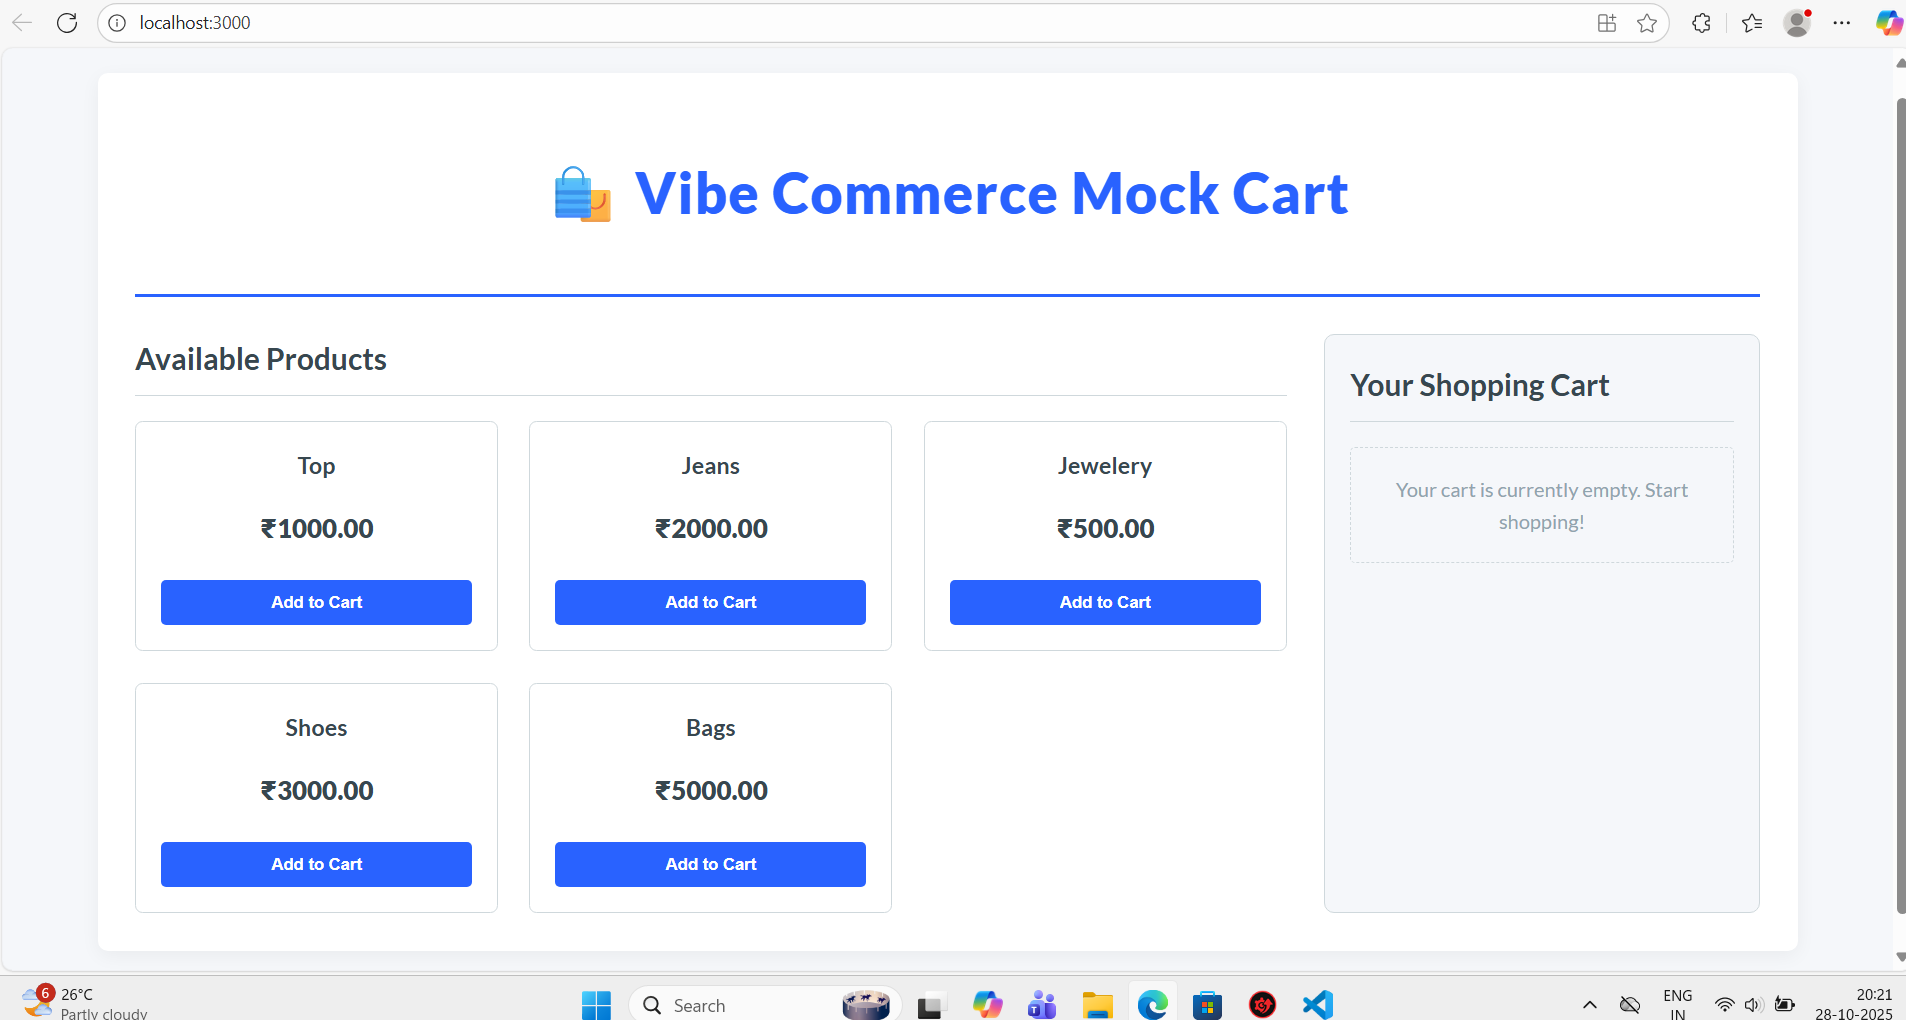 localhost:3000
Vibe Commerce Mock Cart
Available Products
Top
₹1000.00
Add to Cart
Jeans
₹2000.00
Add to Cart
Jewelery
₹500.00
Add to Cart
Shoes
₹3000.00
Add to Cart
Bags
₹5000.00
Add to Cart
Your Shopping Cart
Your cart is currently empty. Start
shopping!
6
26°C
Partly cloudy
Search
ENG
IN
20:21
28-10-2025